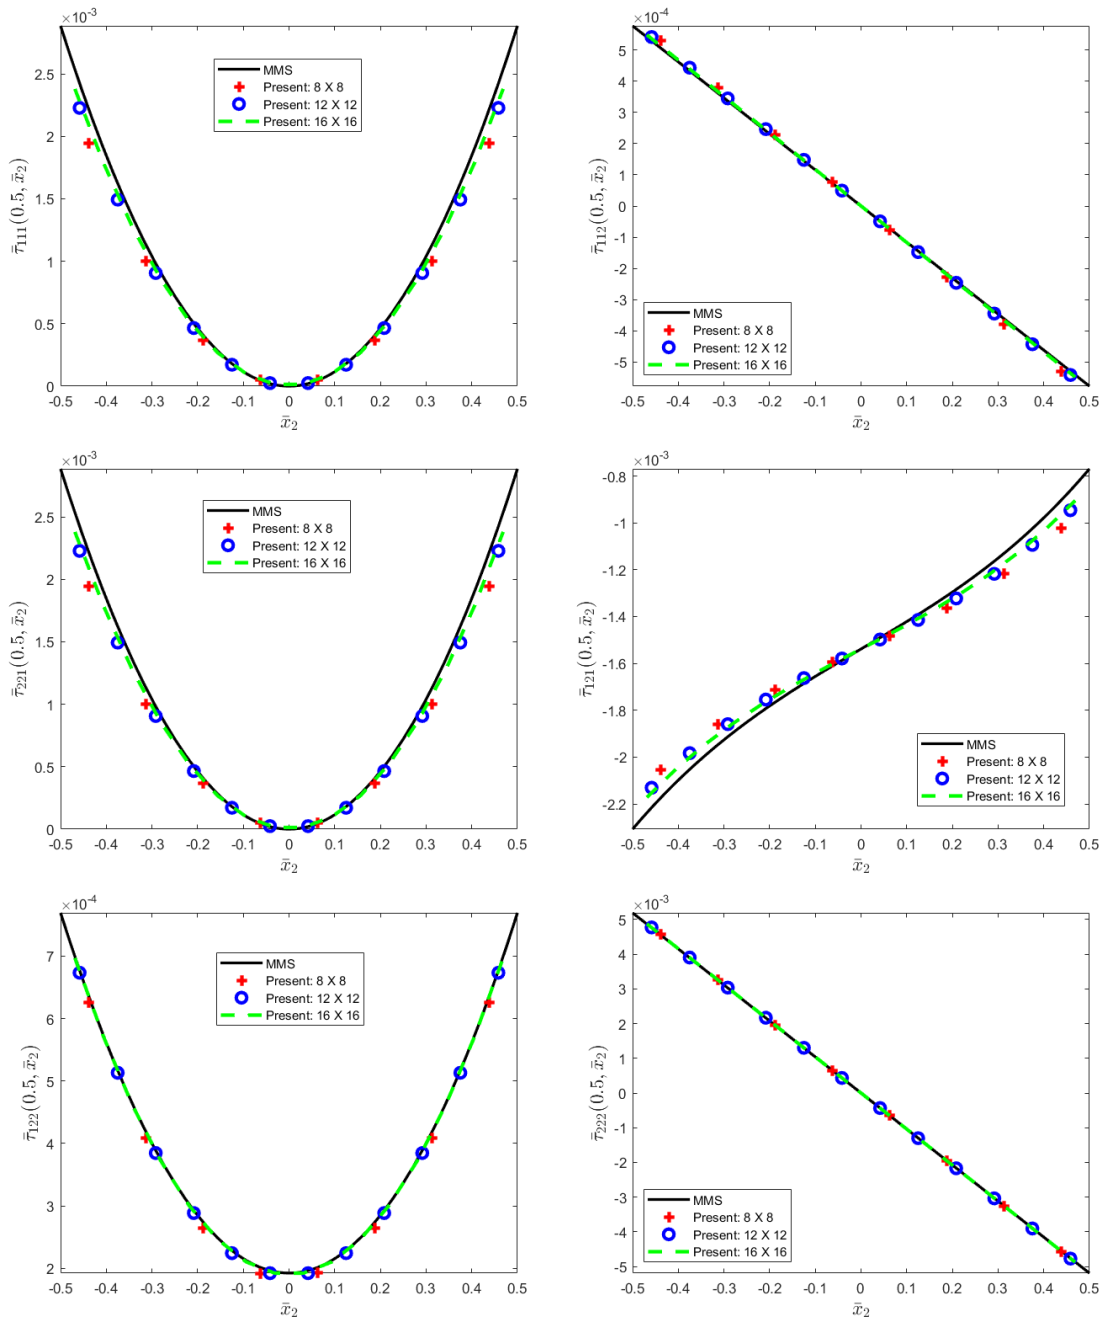 ×10-3
2.5
2
1.5
1
0.5
0
-0.5 -0.4 -0.3 -0.2 -0.1 0 0.1 0.2 0.3 0.4 0.5
x̄2
τ̄111(0.5, x̄2)
MMS
Present: 8 X 8
Present: 12 X 12
Present: 16 X 16
×10-4
5
4
3
2
1
0
-1
-2
-3
-4
-5
-0.5 -0.4 -0.3 -0.2 -0.1 0 0.1 0.2 0.3 0.4 0.5
x̄2
τ̄112(0.5, x̄2)
MMS
Present: 8 X 8
Present: 12 X 12
Present: 16 X 16
×10-3
2.5
2
1.5
1
0.5
0
-0.5 -0.4 -0.3 -0.2 -0.1 0 0.1 0.2 0.3 0.4 0.5
x̄2
τ̄221(0.5, x̄2)
MMS
Present: 8 X 8
Present: 12 X 12
Present: 16 X 16
×10-3
-0.8
-1
-1.2
-1.4
-1.6
-1.8
-2
-2.2
-0.5 -0.4 -0.3 -0.2 -0.1 0 0.1 0.2 0.3 0.4 0.5
x̄2
τ̄121(0.5, x̄2)
MMS
Present: 8 X 8
Present: 12 X 12
Present: 16 X 16
×10-4
7
6
5
4
3
2
-0.5 -0.4 -0.3 -0.2 -0.1 0 0.1 0.2 0.3 0.4 0.5
x̄2
τ̄122(0.5, x̄2)
MMS
Present: 8 X 8
Present: 12 X 12
Present: 16 X 16
×10-3
5
4
3
2
1
0
-1
-2
-3
-4
-5
-0.5 -0.4 -0.3 -0.2 -0.1 0 0.1 0.2 0.3 0.4 0.5
x̄2
τ̄222(0.5, x̄2)
MMS
Present: 8 X 8
Present: 12 X 12
Present: 16 X 16